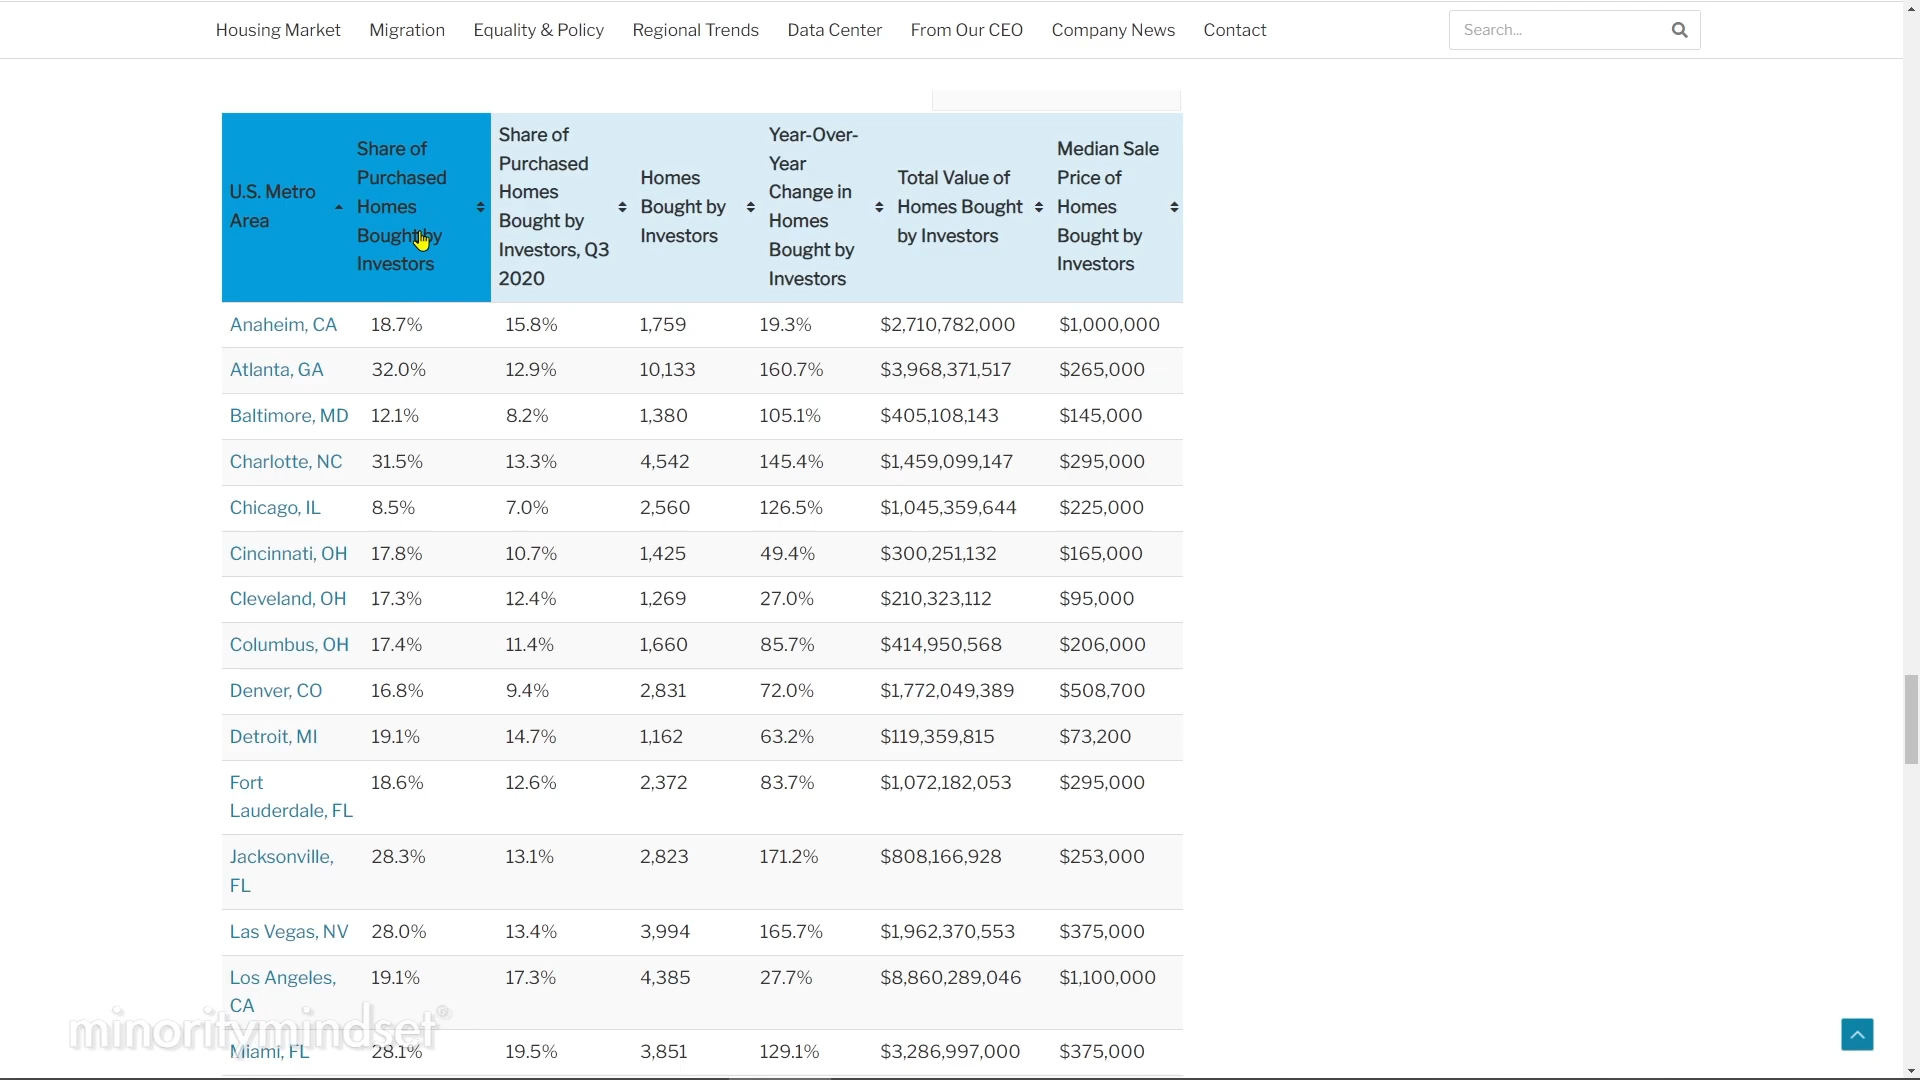 Housing Market Migration Equality & Policy Regional Trends Data Center From Our CEO Company News Contact Search...
U.S. Metro
Area
Share of
Purchased
Homes
Bought by
Investors
Share of
Purchased
Homes
Bought by
Investors, Q3
2020
Homes
Bought by
Investors
Year-Over-
Year
Change in
Homes
Bought by
Investors
Total Value of
Homes Bought
by Investors
Median Sale
Price of
Homes
Bought by
Investors
Anaheim, CA 18.7% 15.8% 1,759 19.3% $2,710,782,000 $1,000,000
Atlanta, GA 32.0% 12.9% 10,133 160.7% $3,968,371,517 $265,000
Baltimore, MD 12.1% 8.2% 1,380 105.1% $405,108,143 $145,000
Charlotte, NC 31.5% 13.3% 4,542 145.4% $1,459,099,147 $295,000
Chicago, IL 8.5% 7.0% 2,560 126.5% $1,045,359,644 $225,000
Cincinnati, OH 17.8% 10.7% 1,425 49.4% $300,251,132 $165,000
Cleveland, OH 17.3% 12.4% 1,269 27.0% $210,323,112 $95,000
Columbus, OH 17.4% 11.4% 1,660 85.7% $414,950,568 $206,000
Denver, CO 16.8% 9.4% 2,831 72.0% $1,772,049,389 $508,700
Detroit, MI 19.1% 14.7% 1,162 63.2% $119,359,815 $73,200
Fort 18.6% 12.6% 2,372 83.7% $1,072,182,053 $295,000
Lauderdale, FL
Jacksonville, 28.3% 13.1% 2,823 171.2% $808,166,928 $253,000
FL
Las Vegas, NV 28.0% 13.4% 3,994 165.7% $1,962,370,553 $375,000
Los Angeles, 19.1% 17.3% 4,385 27.7% $8,860,289,046 $1,100,000
CA
minoritymindset®
Miami, FL 28.1% 19.5% 3,851 129.1% $3,286,997,000 $375,000